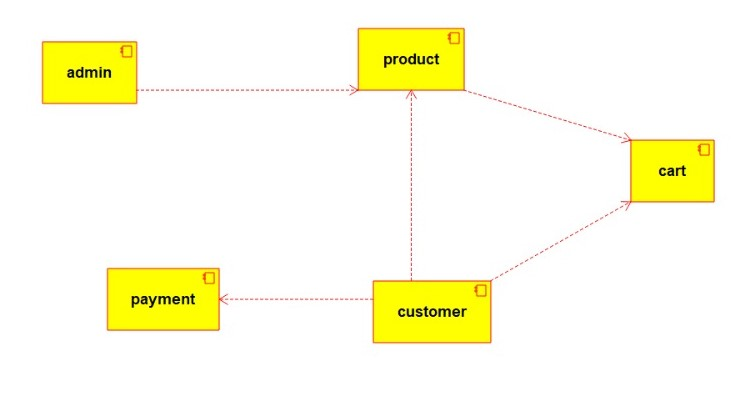 product
admin
cart
payment
customer